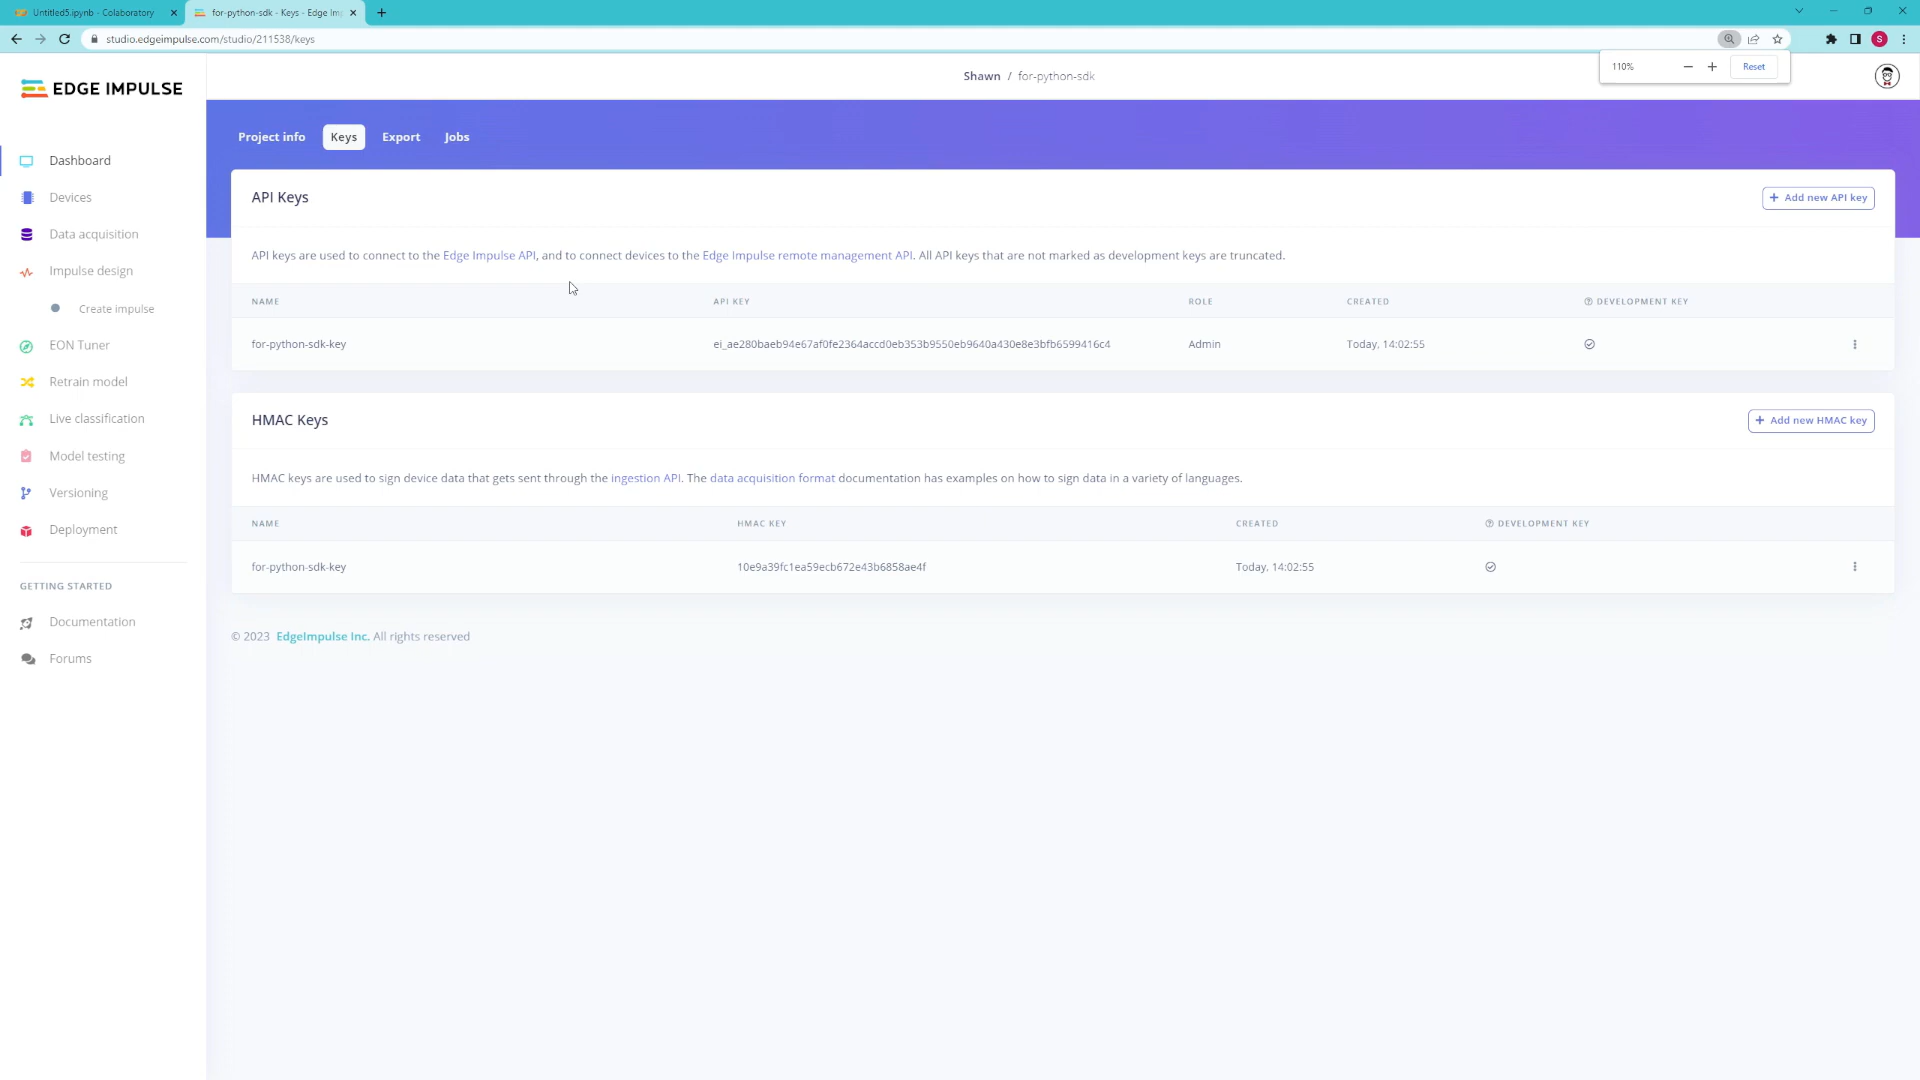 Untitled5.ipynb - Colaboratory
for-python-sdk - Keys - Edge Im
studio.edgeimpulse.com/studio/211538/keys
S
110%
Reset
EDGE IMPULSE
Shawn / for-python-sdk
Project info
Keys
Export
Jobs
Dashboard
Devices
Data acquisition
Impulse design
Create impulse
EON Tuner
Retrain model
Live classification
Model testing
Versioning
Deployment
GETTING STARTED
Documentation
Forums
API Keys
+ Add new API key
API keys are used to connect to the Edge Impulse API, and to connect devices to the Edge Impulse remote management API. All API keys that are not marked as development keys are truncated.
NAME API KEY ROLE CREATED DEVELOPMENT KEY
for-python-sdk-key ei_ae280baeb94e67af0fe2364accd0eb353b9550eb9640a430e8e3bfb6599416c4 Admin Today, 14:02:55
HMAC Keys
+ Add new HMAC key
HMAC keys are used to sign device data that gets sent through the ingestion API. The data acquisition format documentation has examples on how to sign data in a variety of languages.
NAME HMAC KEY CREATED DEVELOPMENT KEY
for-python-sdk-key 10e9a39fc1ea59ecb672e43b6858ae4f Today, 14:02:55
© 2023 EdgeImpulse Inc. All rights reserved